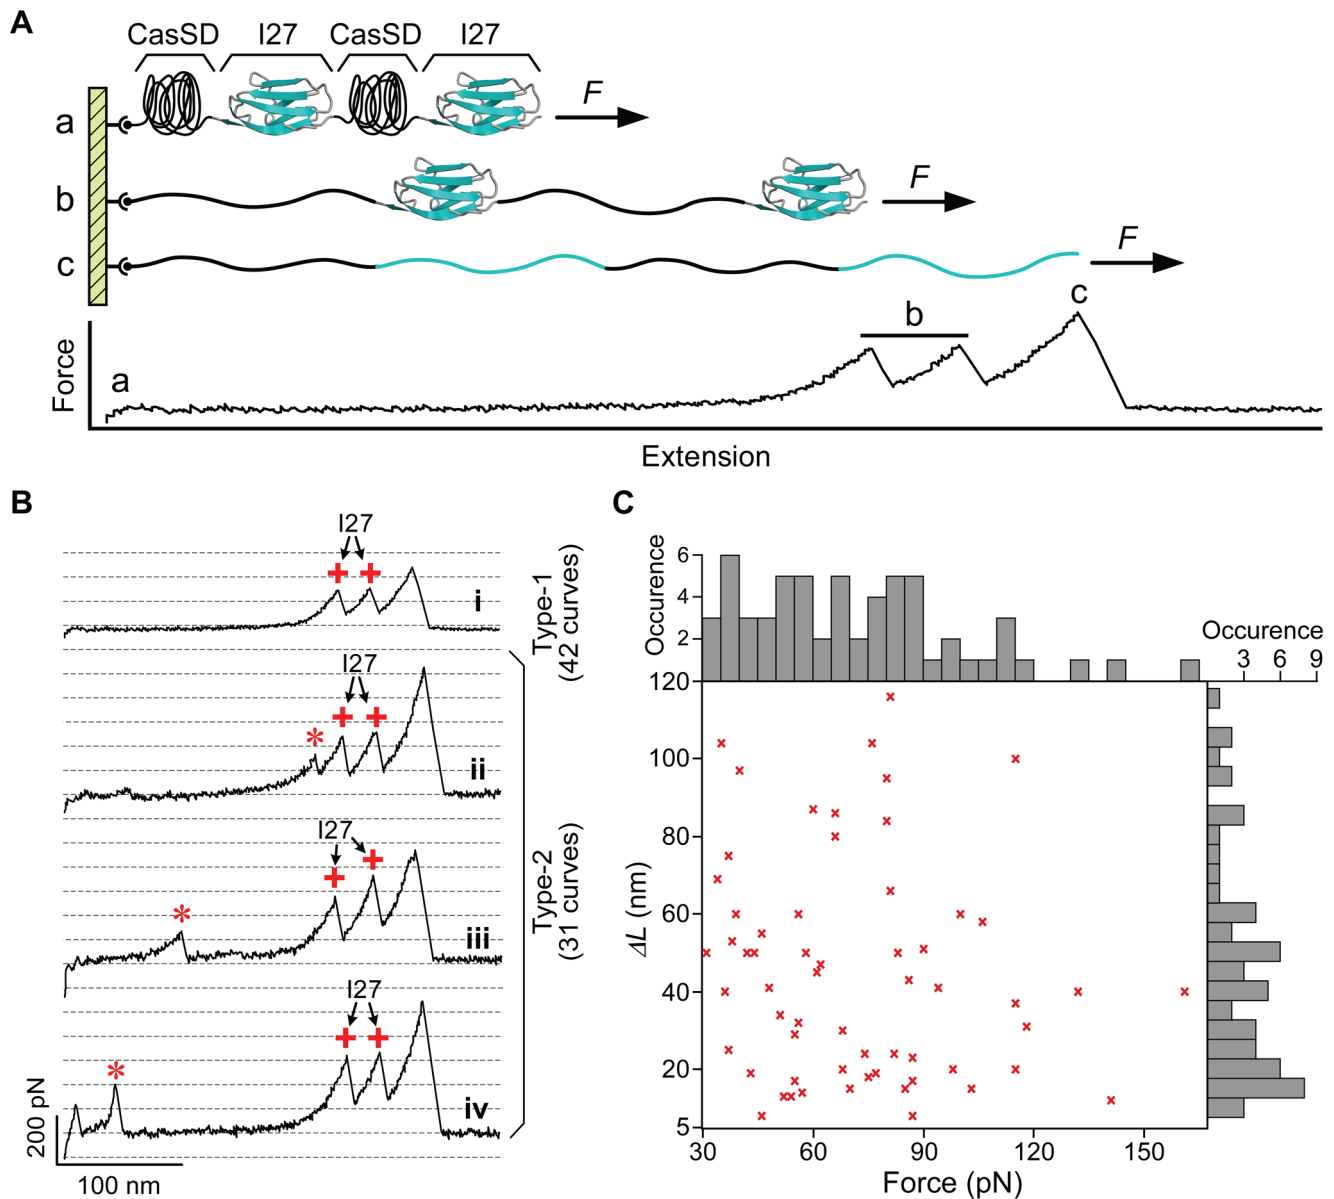 A
CasSD I27 CasSD I27
a F
b F
c F
Force
a b c
Extension
B
I27
i
Type-1
(42 curves)
I27
*
ii
I27
*
iii
Type-2
(31 curves)
I27
*
iv
200 pN
100 nm
C
Occurence
6
4
2
Occurence
3 6 9
120
100
80
60
40
20
5
ΔL (nm)
30 60 90 120 150
Force (pN)